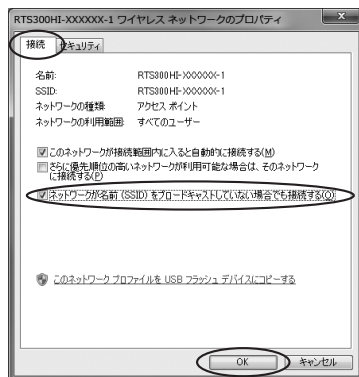 RTS300HI-XXXXXX-1 ワイヤレス ネットワークのプロパティ
接続 セキュリティ
名前: RTS300HI-XXXXXX-1
SSID: RTS300HI-XXXXXX-1
ネットワークの種類: アクセス ポイント
ネットワークの利用範囲: すべてのユーザー
このネットワークが接続範囲内に入ると自動的に接続する(M)
さらに優先順位の高いネットワークが利用可能な場合は、そのネットワーク
に接続する(P)
ネットワークが名前 (SSID) をブロードキャストしていない場合でも接続する(O)
このネットワーク プロファイルを USB フラッシュ デバイスにコピーする
OK キャンセル